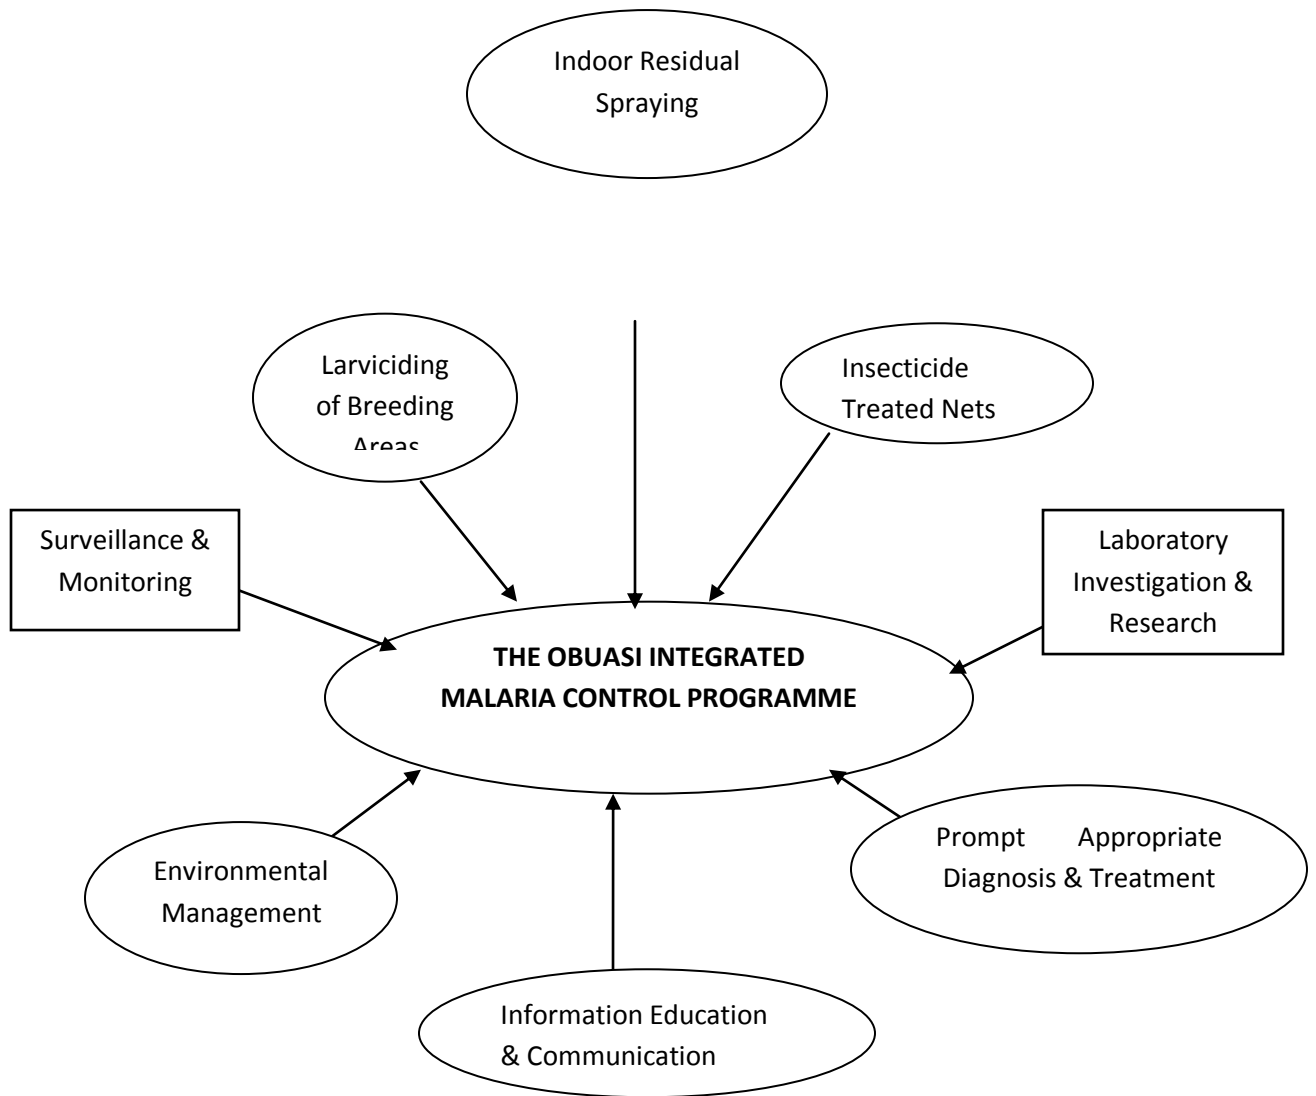 Indoor Residual
Spraying
Larviciding
of Breeding
Areas
Insecticide
Treated Nets
Surveillance &
Monitoring
Laboratory
Investigation &
Research
THE OBUASI INTEGRATED
MALARIA CONTROL PROGRAMME
Environmental
Management
Prompt Appropriate
Diagnosis & Treatment
Information Education
& Communication